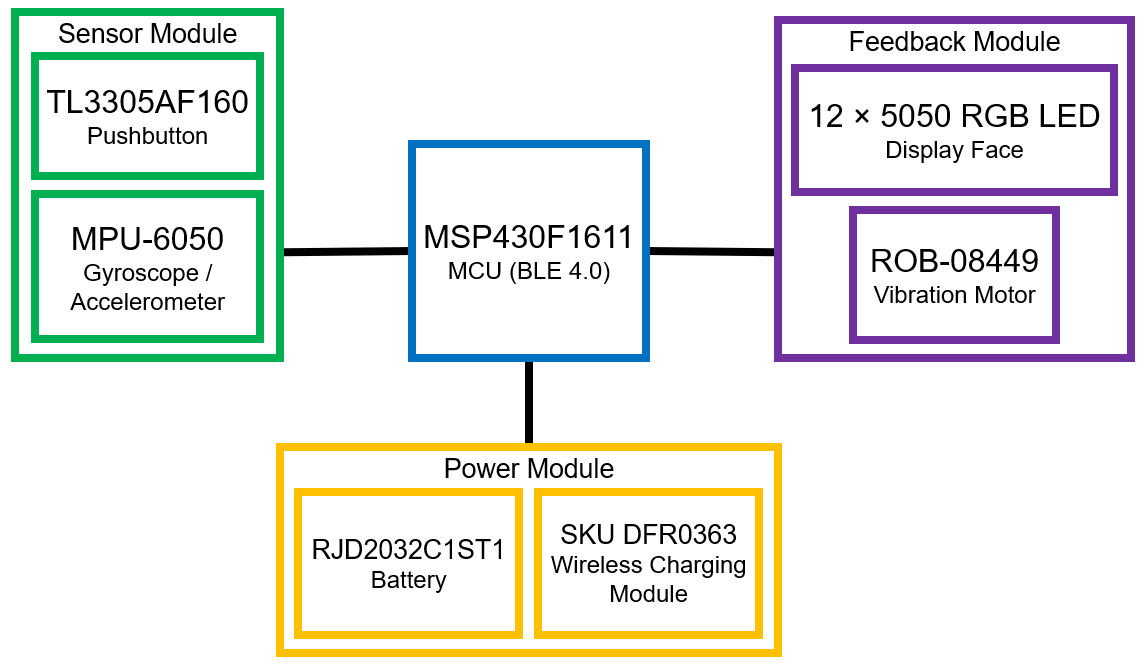 Sensor Module
TL3305AF160
Pushbutton
MPU-6050
Gyroscope /
Accelerometer
MSP430F1611
MCU (BLE 4.0)
Feedback Module
12 × 5050 RGB LED
Display Face
ROB-08449
Vibration Motor
Power Module
RJD2032C1ST1
Battery
SKU DFR0363
Wireless Charging
Module